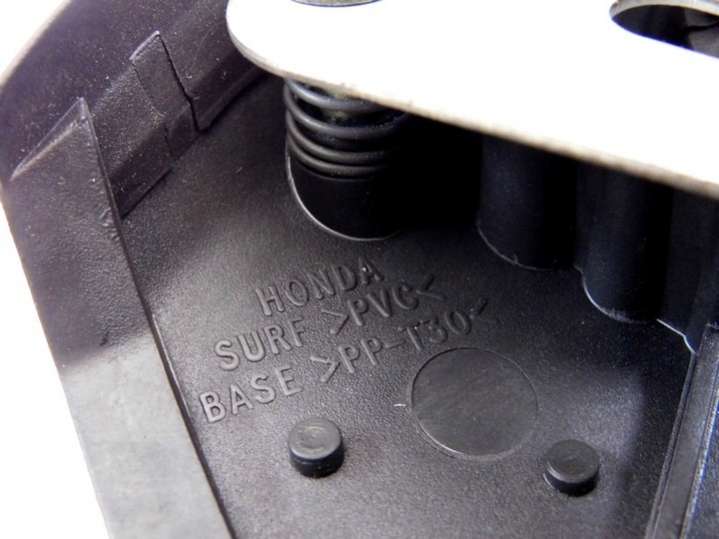 HONDA
SURF >PVC<
BASE >PP-T30<